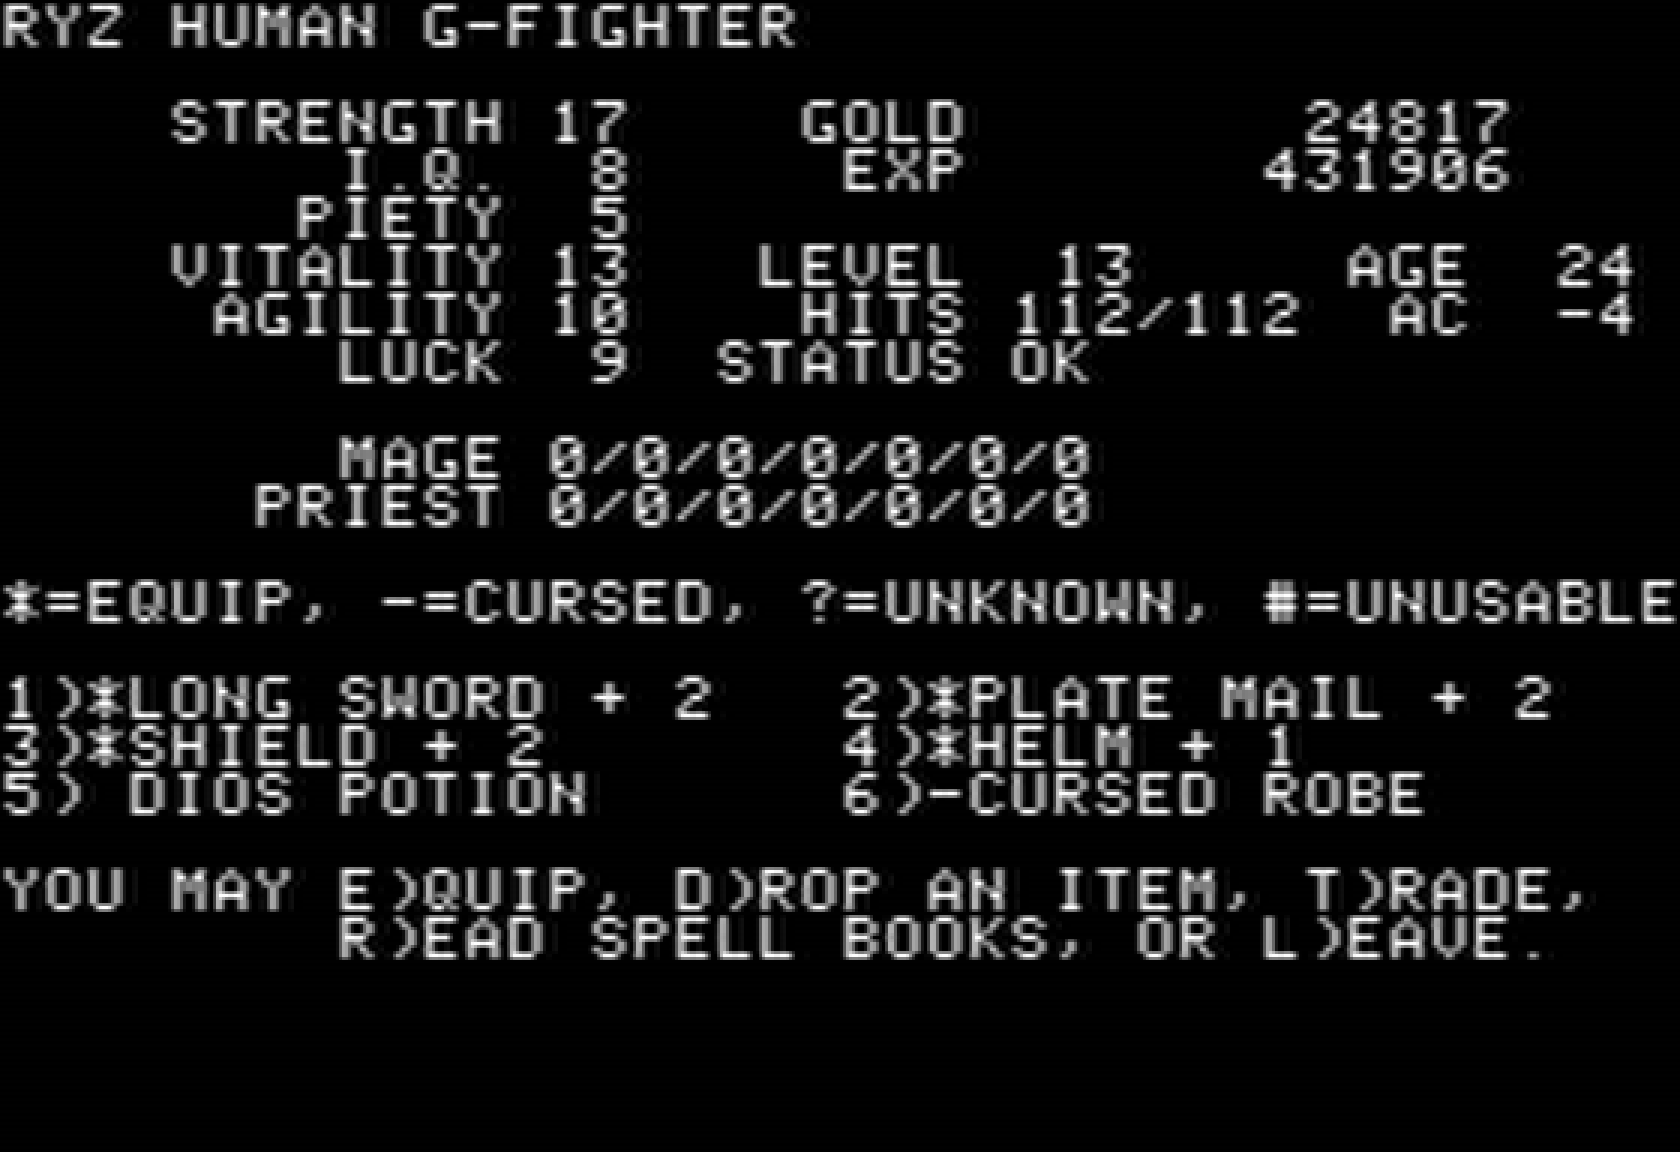 RYZ HUMAN G-FIGHTER
STRENGTH 17 GOLD 24817
I.Q. 8 EXP 431906
PIETY 5
VITALITY 13 LEVEL 13 AGE 24
AGILITY 10 HITS 112/112 AC -4
LUCK 9 STATUS OK
MAGE 0/0/0/0/0/0/0
PRIEST 0/0/0/0/0/0/0
*=EQUIP, -=CURSED, ?=UNKNOWN, #=UNUSABLE
1)*LONG SWORD + 2 2)*PLATE MAIL + 2
3)*SHIELD + 2 4)*HELM + 1
5) DIOS POTION 6)-CURSED ROBE
YOU MAY E)QUIP, D)ROP AN ITEM, T)RADE,
R)EAD SPELL BOOKS, OR L)EAVE.